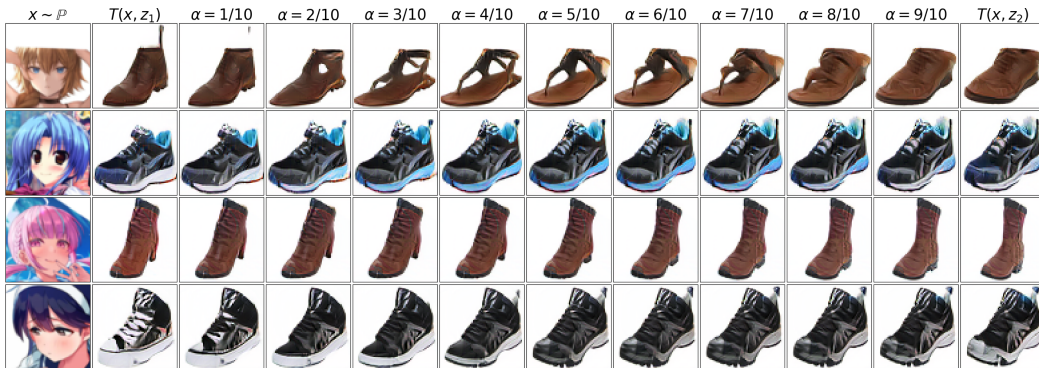 x ~ ℙ T(x, z₁) α = 1/10 α = 2/10 α = 3/10 α = 4/10 α = 5/10 α = 6/10 α = 7/10 α = 8/10 α = 9/10 T(x, z₂)